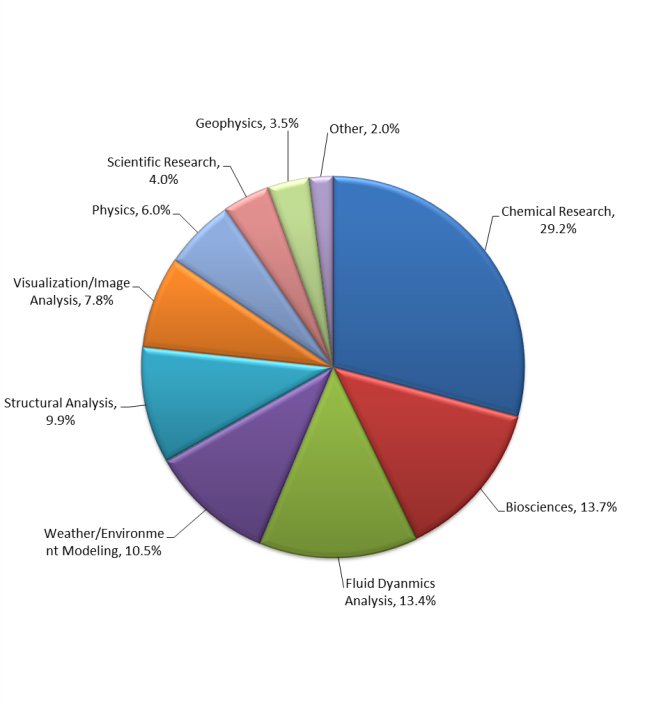 Geophysics, 3.5%
Other, 2.0%
Scientific Research,
4.0%
Physics, 6.0%
Chemical Research,
29.2%
Visualization/Image
Analysis, 7.8%
Structural Analysis,
9.9%
Biosciences, 13.7%
Weather/Environme
nt Modeling, 10.5%
Fluid Dyanmics
Analysis, 13.4%